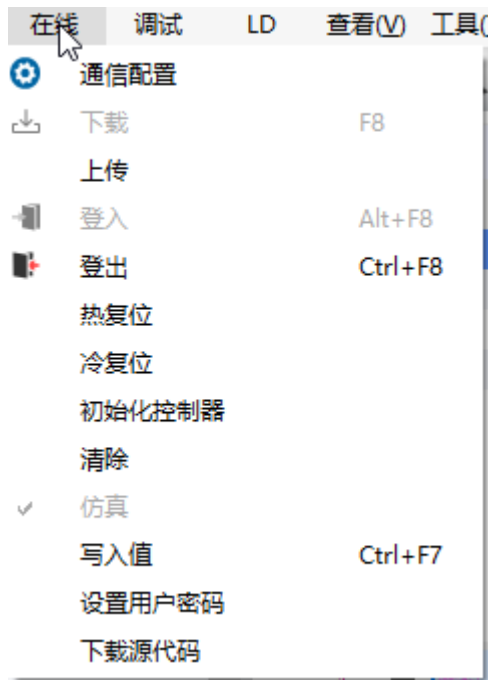 在线 调试 LD 查看(V) 工具(
通信配置
下载 F8
上传
登入 Alt+F8
登出 Ctrl+F8
热复位
冷复位
初始化控制器
清除
仿真
写入值 Ctrl+F7
设置用户密码
下载源代码